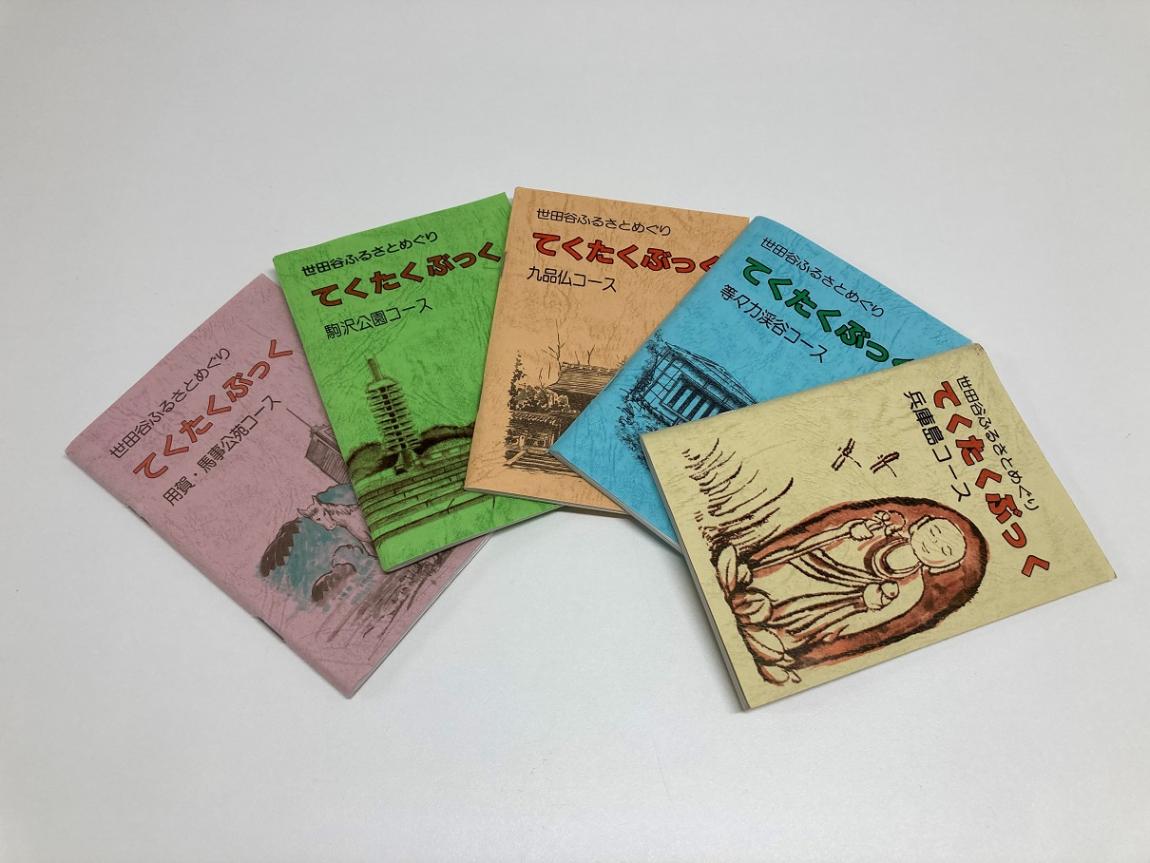 世田谷ふるさとめぐり
てくたくぶっく
用賀・馬事公苑コース
世田谷ふるさとめぐり
てくたくぶっく
駒沢公園コース
世田谷ふるさとめぐり
てくたくぶっく
九品仏コース
世田谷ふるさとめぐり
てくたくぶっく
等々力渓谷コース
世田谷ふるさとめぐり
てくたくぶっく
兵庫島コース